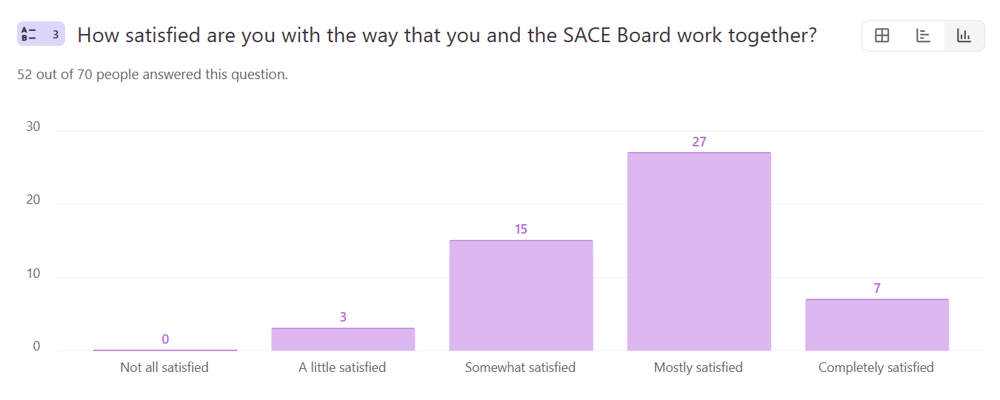 A
B
3
How satisfied are you with the way that you and the SACE Board work together?
52 out of 70 people answered this question.
30
20
10
0
0
3
15
27
7
Not all satisfied
A little satisfied
Somewhat satisfied
Mostly satisfied
Completely satisfied